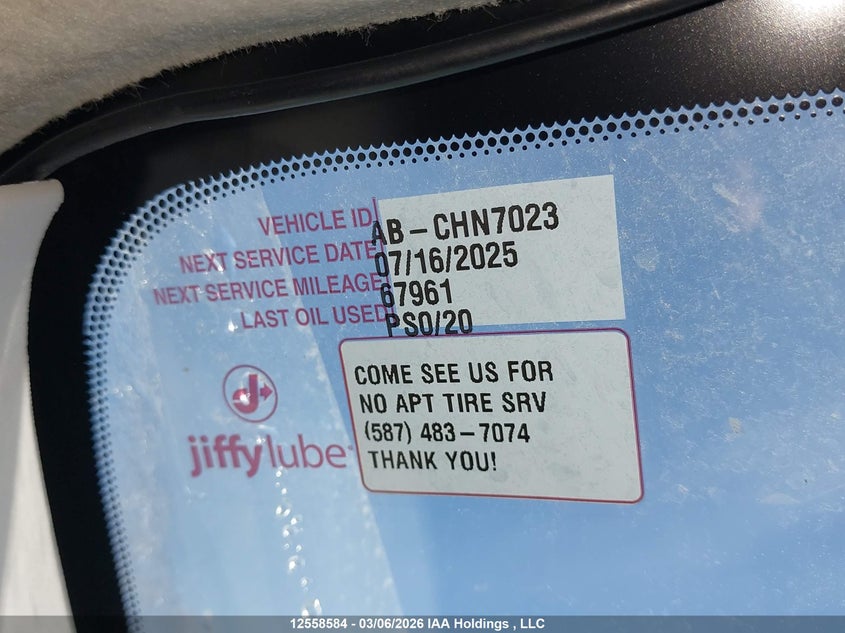 VEHICLE ID AB-CHN7023
NEXT SERVICE DATE 07/16/2025
NEXT SERVICE MILEAGE 67961
LAST OIL USED PS0/20
COME SEE US FOR
NO APT TIRE SRV
(587) 483-7074
THANK YOU!
jiffylube
12558584 - 03/06/2026 IAA Holdings , LLC